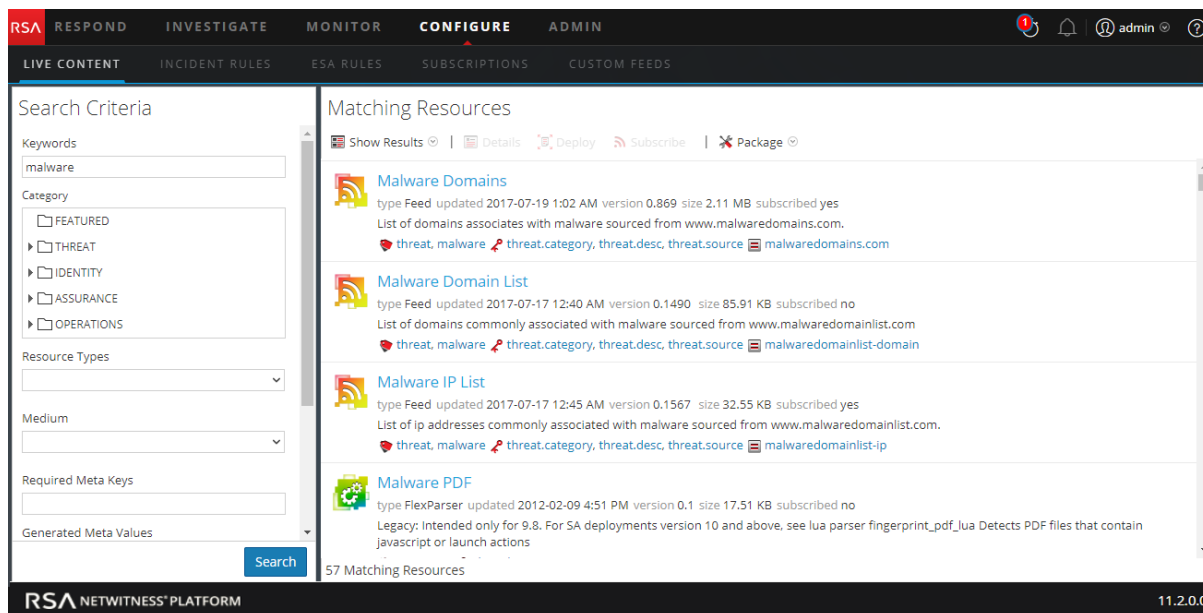 RSA RESPOND INVESTIGATE MONITOR CONFIGURE ADMIN 1 admin ?
LIVE CONTENT INCIDENT RULES ESA RULES SUBSCRIPTIONS CUSTOM FEEDS
Search Criteria
Keywords
malware
Category
FEATURED
THREAT
IDENTITY
ASSURANCE
OPERATIONS
Resource Types
Medium
Required Meta Keys
Generated Meta Values
Search
Matching Resources
Show Results | Details Deploy Subscribe | Package
Malware Domains
type Feed updated 2017-07-19 1:02 AM version 0.869 size 2.11 MB subscribed yes
List of domains associates with malware sourced from www.malwaredomains.com.
threat, malware threat.category, threat.desc, threat.source malwaredomains.com
Malware Domain List
type Feed updated 2017-07-17 12:40 AM version 0.1490 size 85.91 KB subscribed no
List of domains commonly associated with malware sourced from www.malwaredomainlist.com
threat, malware threat.category, threat.desc, threat.source malwaredomainlist-domain
Malware IP List
type Feed updated 2017-07-17 12:45 AM version 0.1567 size 32.55 KB subscribed yes
List of ip addresses commonly associated with malware sourced from www.malwaredomainlist.com.
threat, malware threat.category, threat.desc, threat.source malwaredomainlist-ip
Malware PDF
type FlexParser updated 2012-02-09 4:51 PM version 0.1 size 17.51 KB subscribed no
Legacy: Intended only for 9.8. For SA deployments version 10 and above, see lua parser fingerprint_pdf_lua Detects PDF files that contain
javascript or launch actions
57 Matching Resources
RSA NETWITNESS® PLATFORM
11.2.0.0